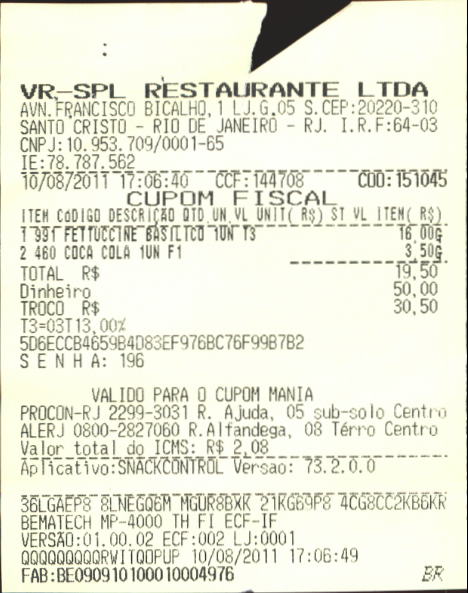 VR-SPL RESTAURANTE LTDA
AVN.FRANCISCO BICALHO,1 LJ.G.05 S.CEP:20220-310
SANTO CRISTO - RIO DE JANEIRO - RJ. I.R.F:64-03
CNPJ:10.953.709/0001-65
IE:78.787.562
10/08/2011 17:06:40 CCF:144708 COO:151045
CUPOM FISCAL
ITEM CÓDIGO DESCRIÇÃO QTD.UN.VL UNIT( R$) ST VL ITEM( R$)
1 991 FETTUCCINE BASILICO 1UN T3 16,00G
2 460 COCA COLA 1UN F1 3,50G
TOTAL R$ 19,50
Dinheiro 50,00
TROCO R$ 30,50
T3=03T13,00%
5D6ECCB4659B4D83EF976BC76F99B7B2
S E N H A: 196
VALIDO PARA O CUPOM MANIA
PROCON-RJ 2299-3031 R. Ajuda, 05 sub-solo Centro
ALERJ 0800-2827060 R.Alfandega, 08 Térro Centro
Valor total do ICMS: R$ 2,08
Aplicativo:SNACKCONTROL Versao: 73.2.0.0
36LGAEP8 8LNEGQ6M MGUR8BXK 21KG69P8 4CG8CC2KB6KR
BEMATECH MP-4000 TH FI ECF-IF
VERSÃO:01.00.02 ECF:002 LJ:0001
QQQQQQQQQRWITQOPUP 10/08/2011 17:06:49
FAB:BE090910100010004976 BR